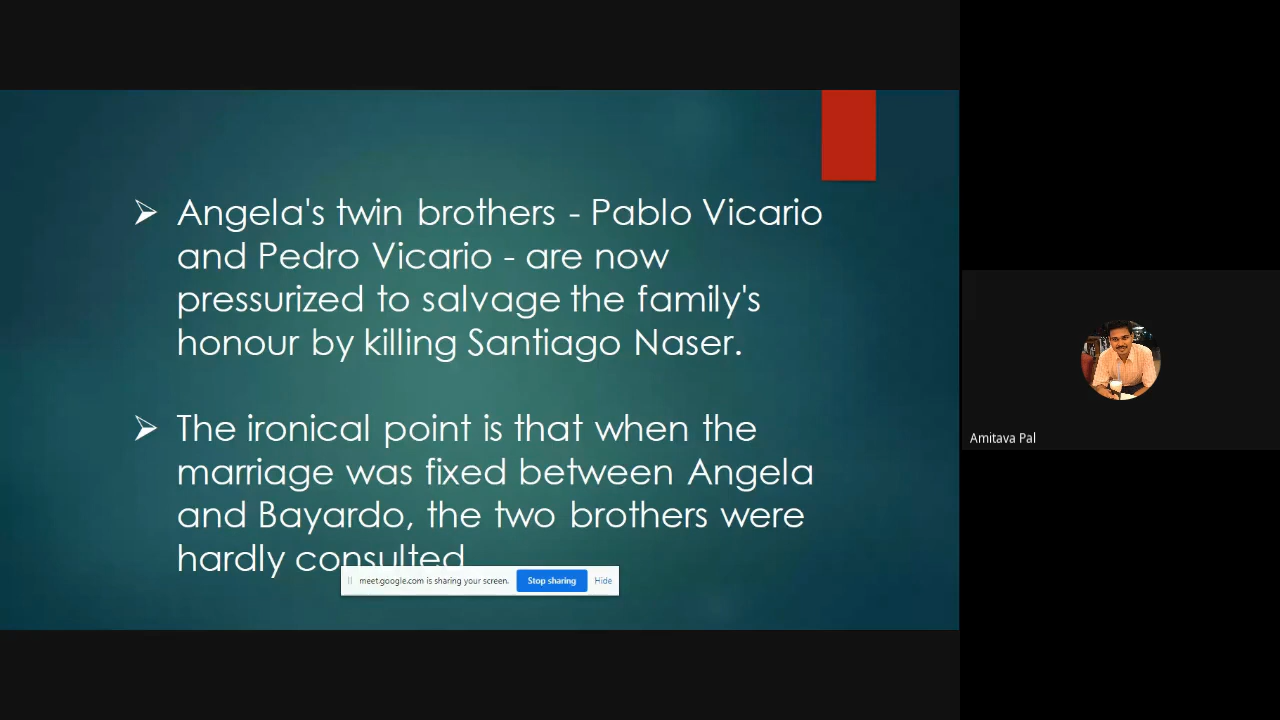 Angela's twin brothers - Pablo Vicario
and Pedro Vicario - are now
pressurized to salvage the family's
honour by killing Santiago Naser.
The ironical point is that when the
marriage was fixed between Angela
and Bayardo, the two brothers were
hardly consulted
meet.google.com is sharing your screen. Stop sharing Hide
Amitava Pal